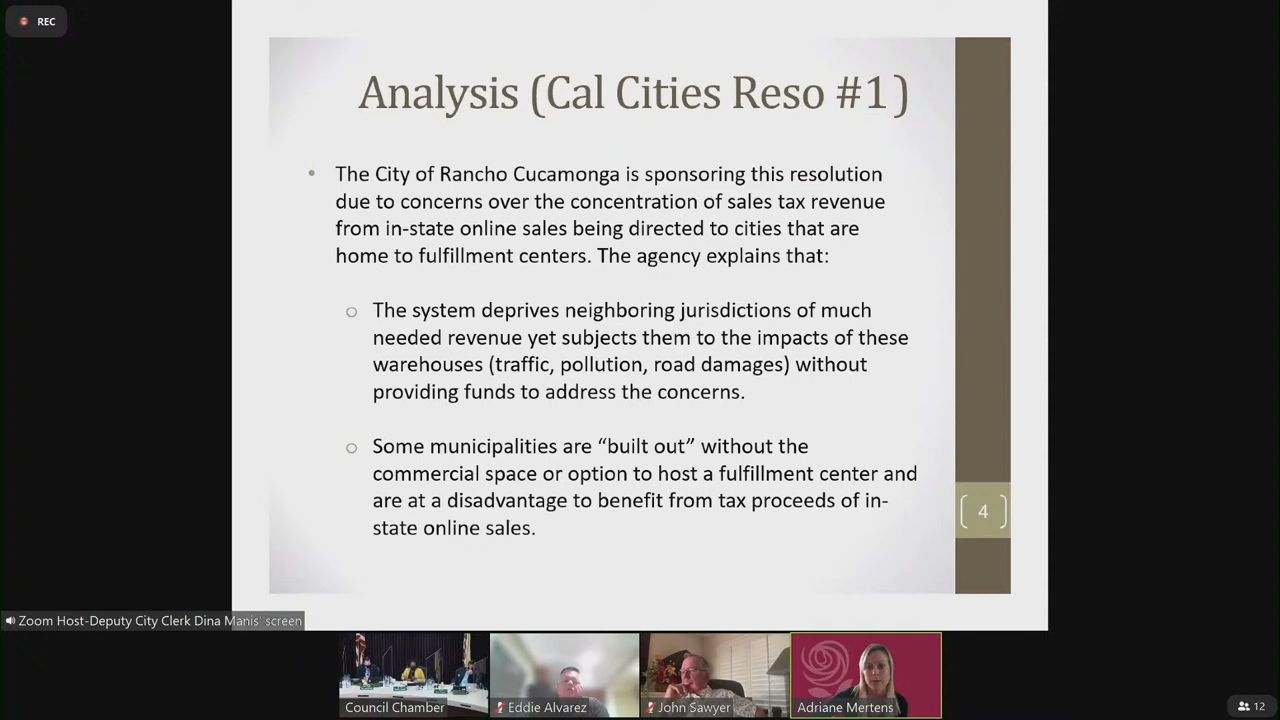 REC
Analysis (Cal Cities Reso #1)
• The City of Rancho Cucamonga is sponsoring this resolution
due to concerns over the concentration of sales tax revenue
from in-state online sales being directed to cities that are
home to fulfillment centers. The agency explains that:
○ The system deprives neighboring jurisdictions of much
needed revenue yet subjects them to the impacts of these
warehouses (traffic, pollution, road damages) without
providing funds to address the concerns.
○ Some municipalities are “built out” without the
commercial space or option to host a fulfillment center and
are at a disadvantage to benefit from tax proceeds of in-
state online sales.
4
Zoom Host-Deputy City Clerk Dina Manis' screen
Council Chamber
Eddie Alvarez
John Sawyer
Adriane Mertens
12